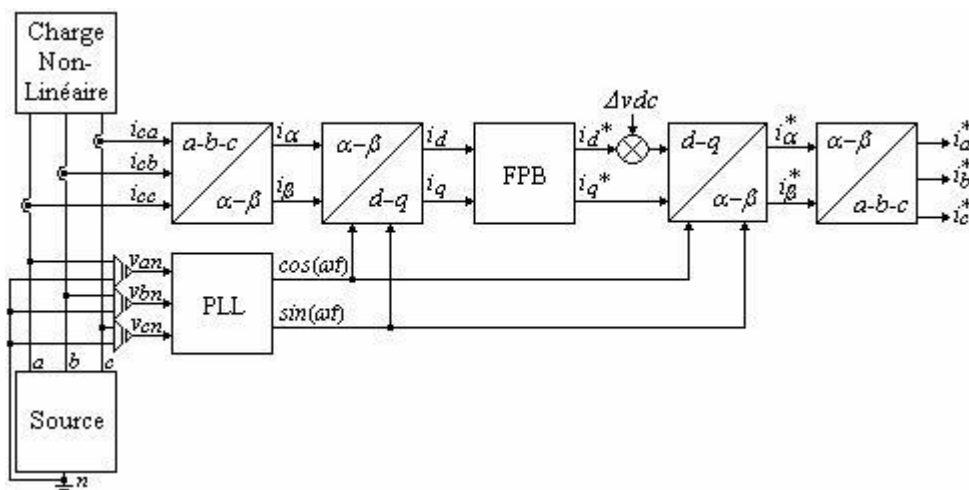 Charge
Non-
Linéaire
Δvdc
ica
icb
icc
a-b-c
α-β
iα
iβ
α-β
d-q
id
iq
FPB
id*
iq*
d-q
α-β
iα*
iβ*
α-β
a-b-c
ia*
ib*
ic*
van
vbn
vcn
PLL
cos(ωt)
sin(ωt)
a
b
c
Source
n